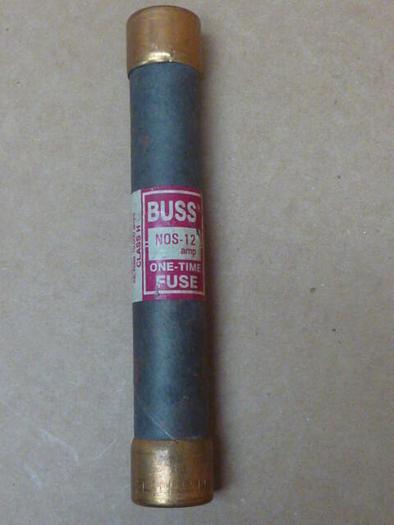 BUSS
NOS-12
amp
ONE-TIME
FUSE
CLASS H